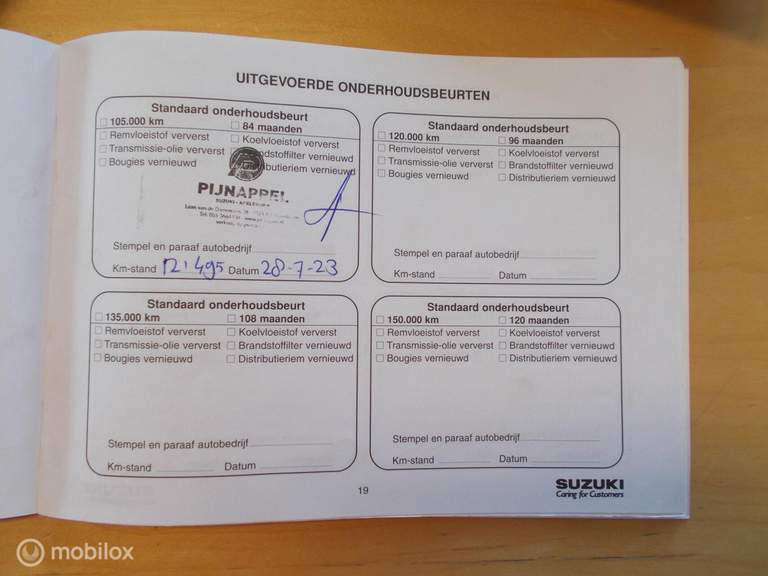 UITGEVOERDE ONDERHOUDSBEURTEN
Standaard onderhoudsbeurt
105.000 km 84 maanden
Remvloeistof ververst Koelvloeistof ververst
Transmissie-olie ververst Brandstoffilter vernieuwd
Bougies vernieuwd Distributieriem vernieuwd
PIJNAPPEL
SUZUKI
Stempel en paraaf autobedrijf
Km-stand 121495 Datum 28-7-23
Standaard onderhoudsbeurt
120.000 km 96 maanden
Remvloeistof ververst Koelvloeistof ververst
Transmissie-olie ververst Brandstoffilter vernieuwd
Bougies vernieuwd Distributieriem vernieuwd
Stempel en paraaf autobedrijf
Km-stand Datum
Standaard onderhoudsbeurt
135.000 km 108 maanden
Remvloeistof ververst Koelvloeistof ververst
Transmissie-olie ververst Brandstoffilter vernieuwd
Bougies vernieuwd Distributieriem vernieuwd
Stempel en paraaf autobedrijf
Km-stand Datum
Standaard onderhoudsbeurt
150.000 km 120 maanden
Remvloeistof ververst Koelvloeistof ververst
Transmissie-olie ververst Brandstoffilter vernieuwd
Bougies vernieuwd Distributieriem vernieuwd
Stempel en paraaf autobedrijf
Km-stand Datum
19
SUZUKI
Caring for Customers
mobilox